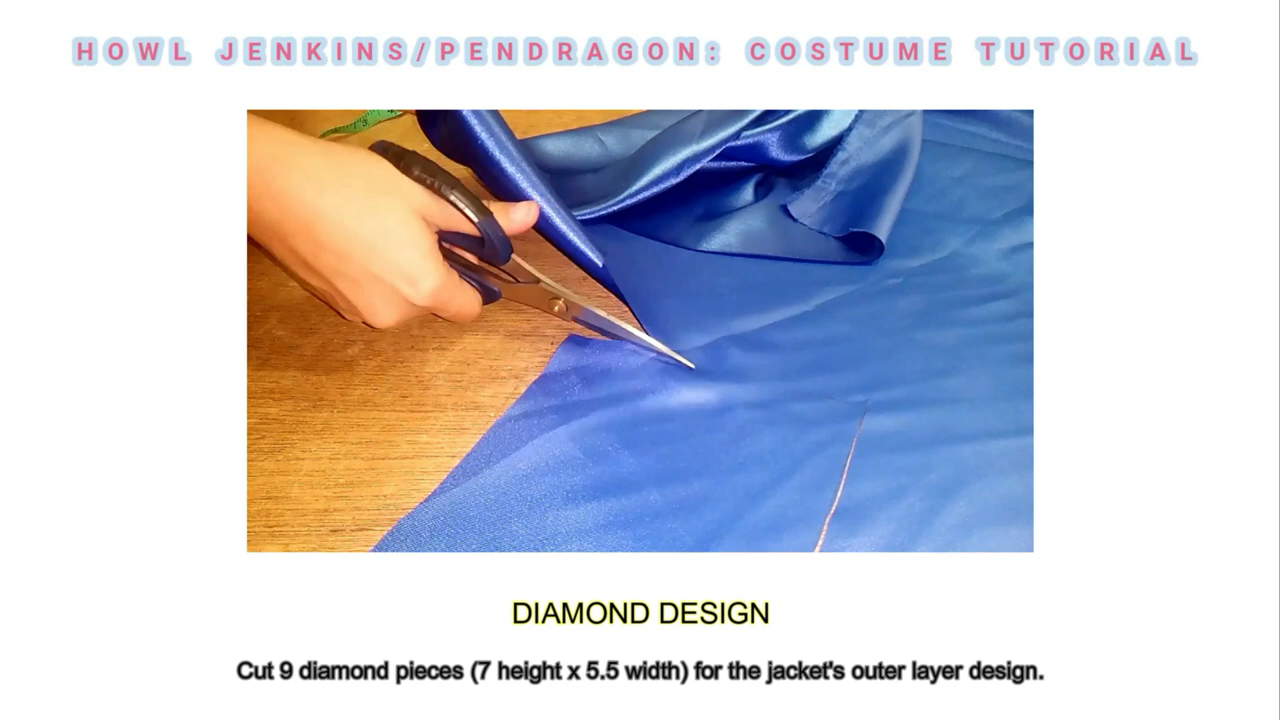 HOWL JENKINS/PENDRAGON: COSTUME TUTORIAL
DIAMOND DESIGN
Cut 9 diamond pieces (7 height x 5.5 width) for the jacket's outer layer design.